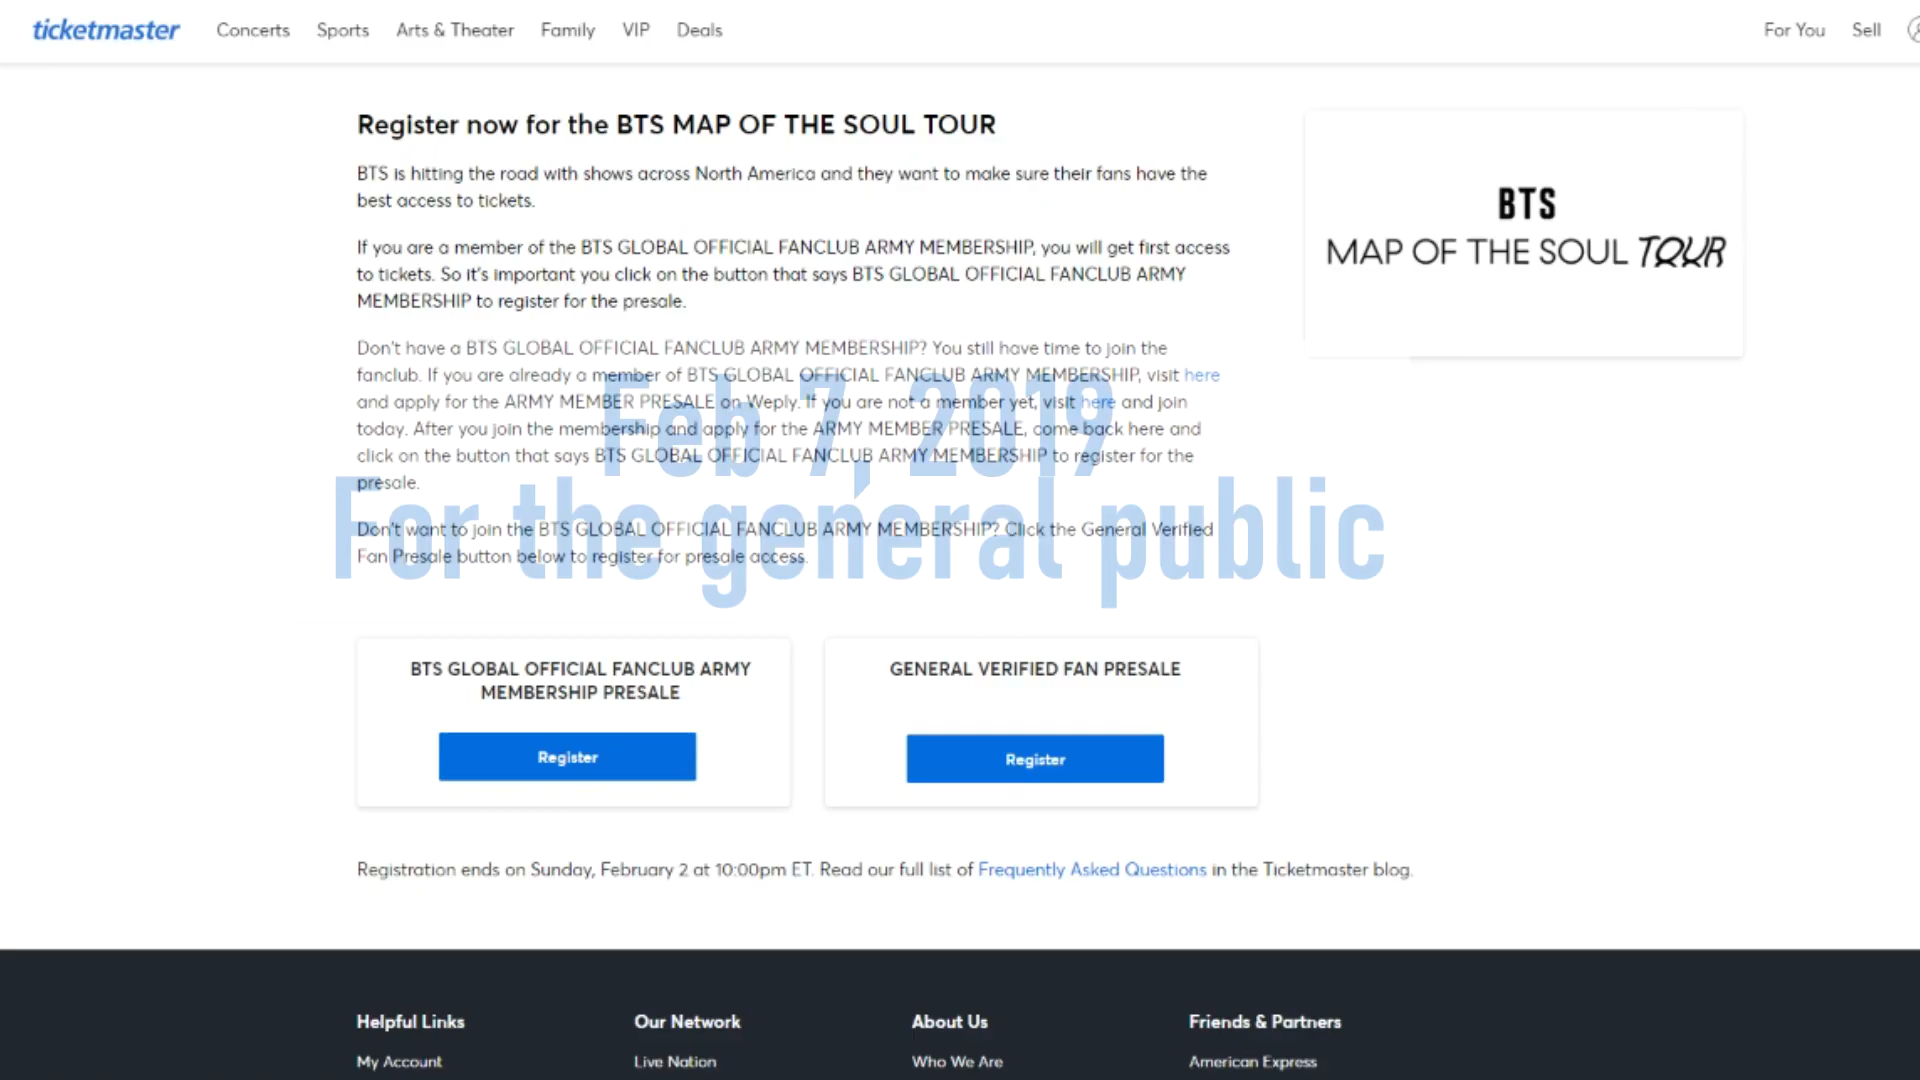 ticketmaster Concerts Sports Arts & Theater Family VIP Deals For You Sell
Register now for the BTS MAP OF THE SOUL TOUR
BTS is hitting the road with shows across North America and they want to make sure their fans have the
best access to tickets.
If you are a member of the BTS GLOBAL OFFICIAL FANCLUB ARMY MEMBERSHIP, you will get first access
to tickets. So it's important you click on the button that says BTS GLOBAL OFFICIAL FANCLUB ARMY
MEMBERSHIP to register for the presale.
Don't have a BTS GLOBAL OFFICIAL FANCLUB ARMY MEMBERSHIP? You still have time to join the
fanclub. If you are already a member of BTS GLOBAL OFFICIAL FANCLUB ARMY MEMBERSHIP, visit here
and apply for the ARMY MEMBER PRESALE on Weply. If you are not a member yet, visit here and join
today. After you join the membership and apply for the ARMY MEMBER PRESALE, come back here and
click on the button that says BTS GLOBAL OFFICIAL FANCLUB ARMY MEMBERSHIP to register for the
presale.
Don't want to join the BTS GLOBAL OFFICIAL FANCLUB ARMY MEMBERSHIP? Click the General Verified
Fan Presale button below to register for presale access.
Feb 7, 2019
For the general public
BTS
MAP OF THE SOUL TOUR
BTS GLOBAL OFFICIAL FANCLUB ARMY
MEMBERSHIP PRESALE
Register
GENERAL VERIFIED FAN PRESALE
Register
Registration ends on Sunday, February 2 at 10:00pm ET. Read our full list of Frequently Asked Questions in the Ticketmaster blog.
Helpful Links Our Network About Us Friends & Partners
My Account Live Nation Who We Are American Express